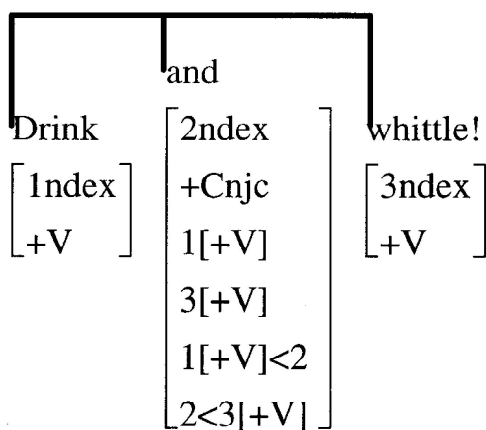 and
Drink whittle!
1ndex 2ndex 3ndex
+V +Cnjc +V
1[+V]
3[+V]
1[+V]<2
2<3[+V]